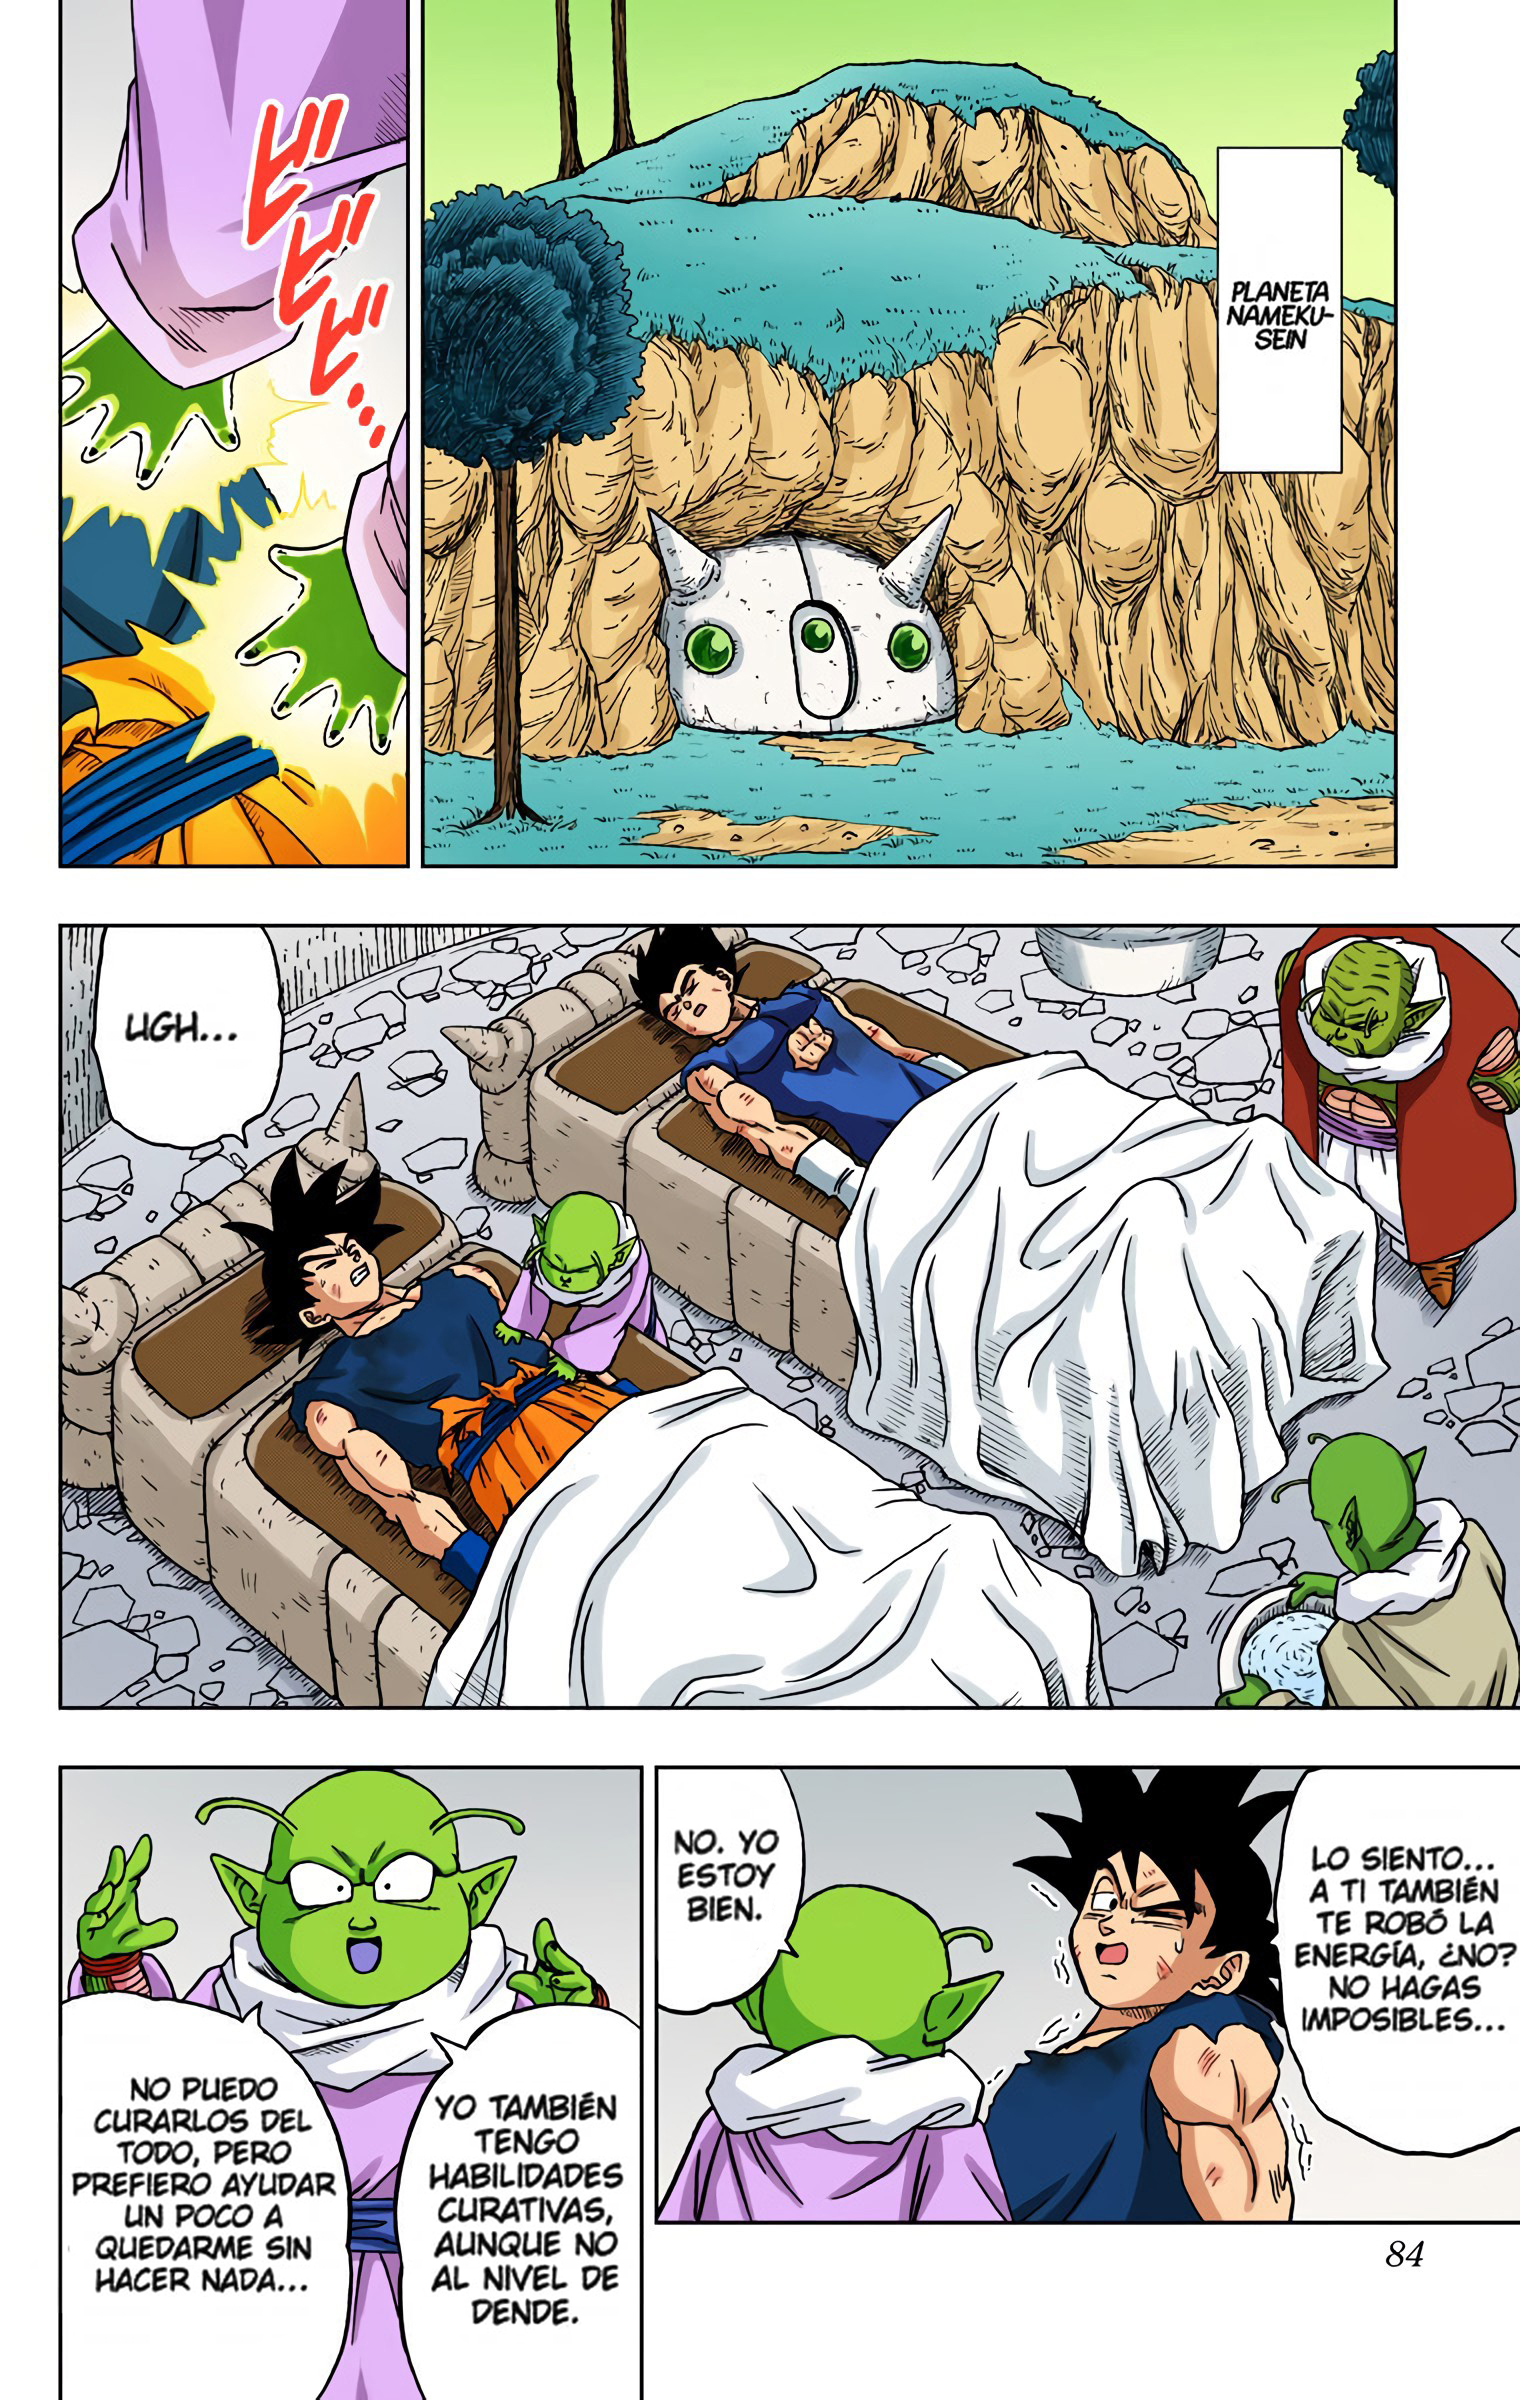 PLANETA
NAMEKU-
SEIN
ビビビ...
UGH...
LO SIENTO...
A TI TAMBIÉN
TE ROBÓ LA
ENERGÍA, ¿NO?
NO HAGAS
IMPOSIBLES...
NO. YO
ESTOY
BIEN.
YO TAMBIÉN
TENGO
HABILIDADES
CURATIVAS,
AUNQUE NO
AL NIVEL DE
DENDE.
NO PUEDO
CURARLOS DEL
TODO, PERO
PREFIERO AYUDAR
UN POCO A
QUEDARME SIN
HACER NADA...
84